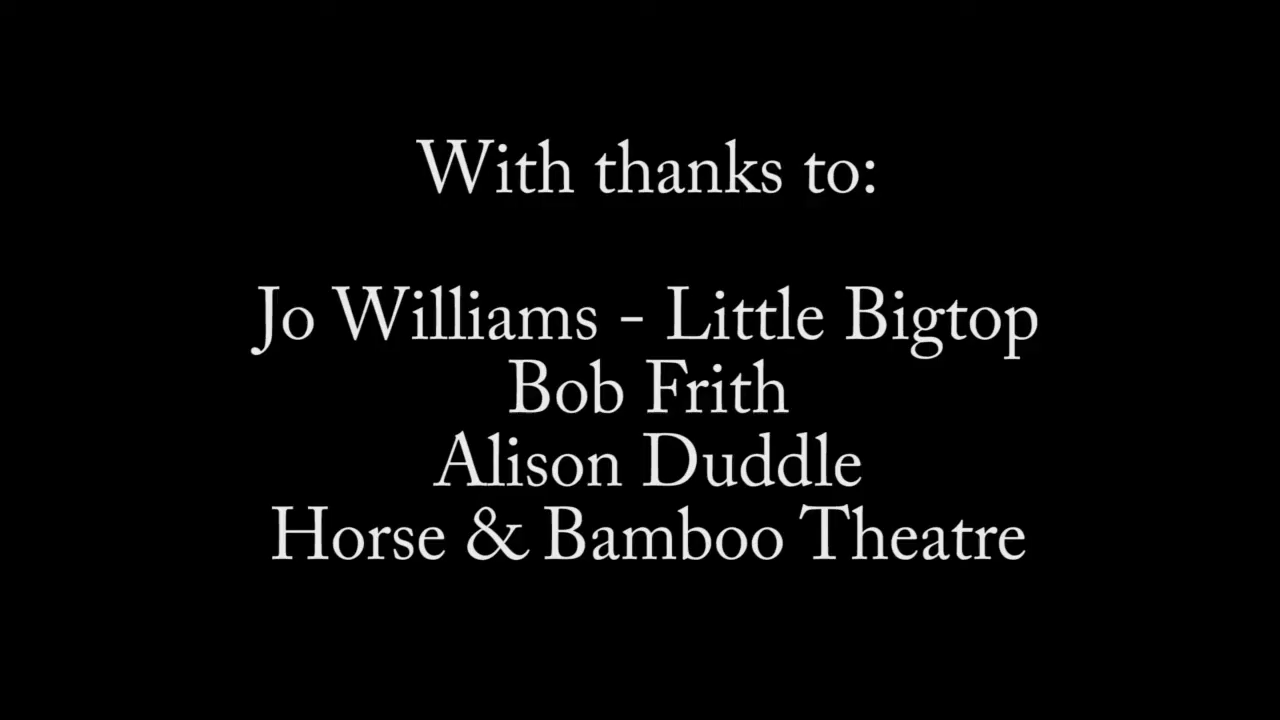 With thanks to:
Jo Williams - Little Bigtop
Bob Frith
Alison Duddle
Horse & Bamboo Theatre